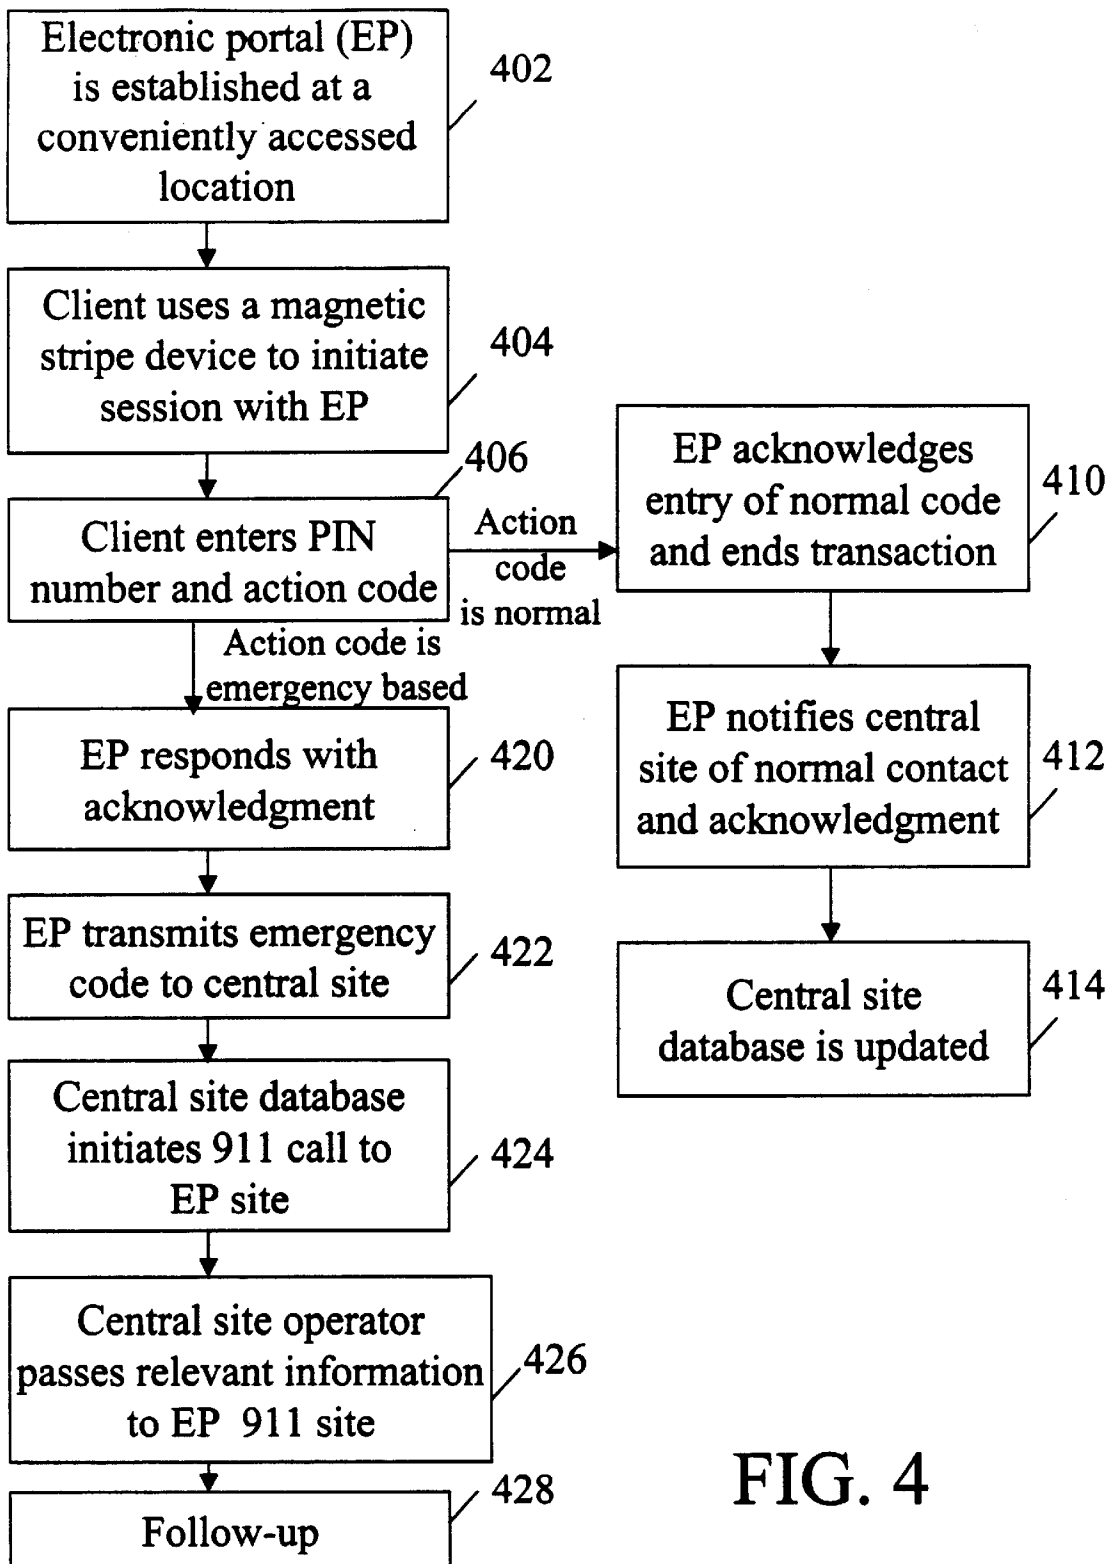 Electronic portal (EP)
is established at a
conveniently accessed
location
402
Client uses a magnetic
stripe device to initiate
session with EP
404
406
Client enters PIN
number and action code
Action
code
is normal
EP acknowledges
entry of normal code
and ends transaction
410
EP notifies central
site of normal contact
and acknowledgment
412
Central site
database is updated
414
Action code is
emergency based
EP responds with
acknowledgment
420
EP transmits emergency
code to central site
422
Central site database
initiates 911 call to
EP site
424
Central site operator
passes relevant information
to EP 911 site
426
Follow-up
428
FIG. 4